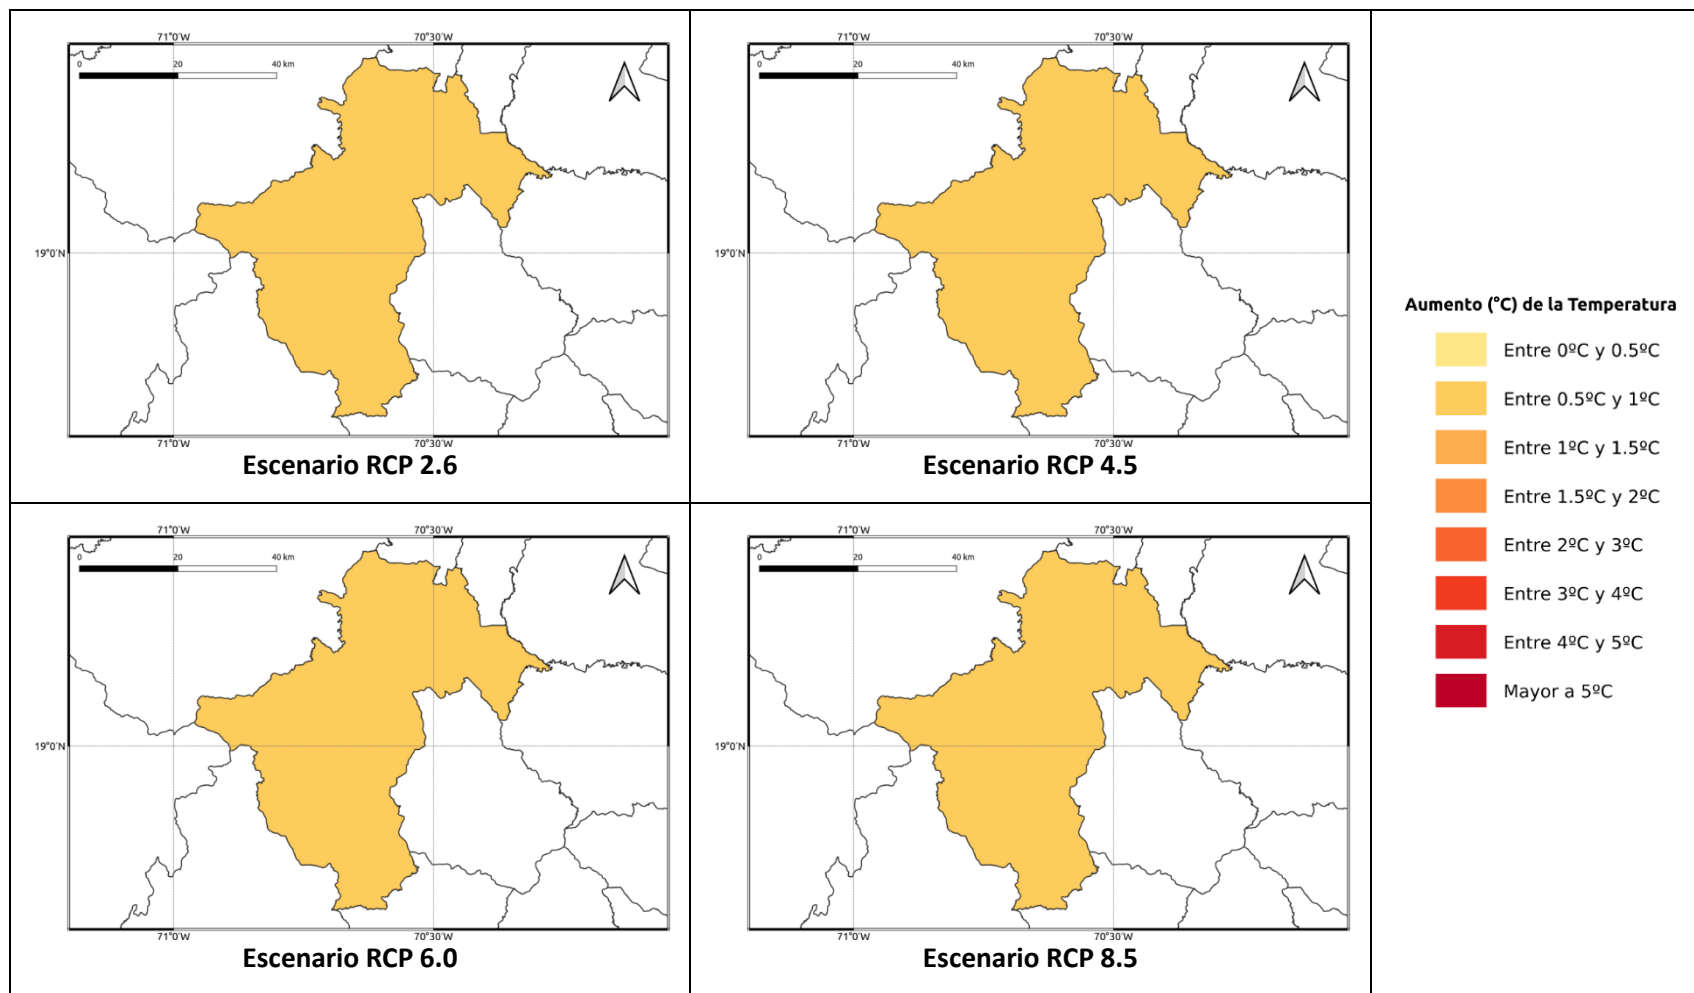 71°0'W 70°30'W
0 20 40 km
19°0'N
71°0'W 70°30'W
Escenario RCP 2.6
71°0'W 70°30'W
0 20 40 km
19°0'N
71°0'W 70°30'W
Escenario RCP 4.5
71°0'W 70°30'W
0 20 40 km
19°0'N
71°0'W 70°30'W
Escenario RCP 6.0
71°0'W 70°30'W
0 20 40 km
19°0'N
71°0'W 70°30'W
Escenario RCP 8.5
Aumento (°C) de la Temperatura
Entre 0ºC y 0.5ºC
Entre 0.5ºC y 1ºC
Entre 1ºC y 1.5ºC
Entre 1.5ºC y 2ºC
Entre 2ºC y 3ºC
Entre 3ºC y 4ºC
Entre 4ºC y 5ºC
Mayor a 5ºC